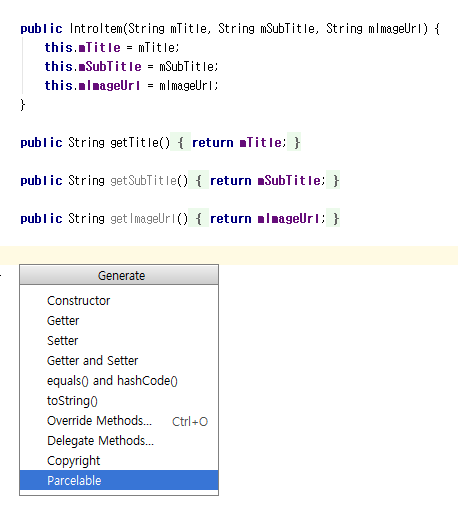 public IntroItem(String mTitle, String mSubTitle, String mImageUrl) {
this.mTitle = mTitle;
this.mSubTitle = mSubTitle;
this.mImageUrl = mImageUrl;
}
public String getTitle() { return mTitle; }
public String getSubTitle() { return mSubTitle; }
public String getImageUrl() { return mImageUrl; }
Generate
Constructor
Getter
Setter
Getter and Setter
equals() and hashCode()
toString()
Override Methods... Ctrl+O
Delegate Methods...
Copyright
Parcelable